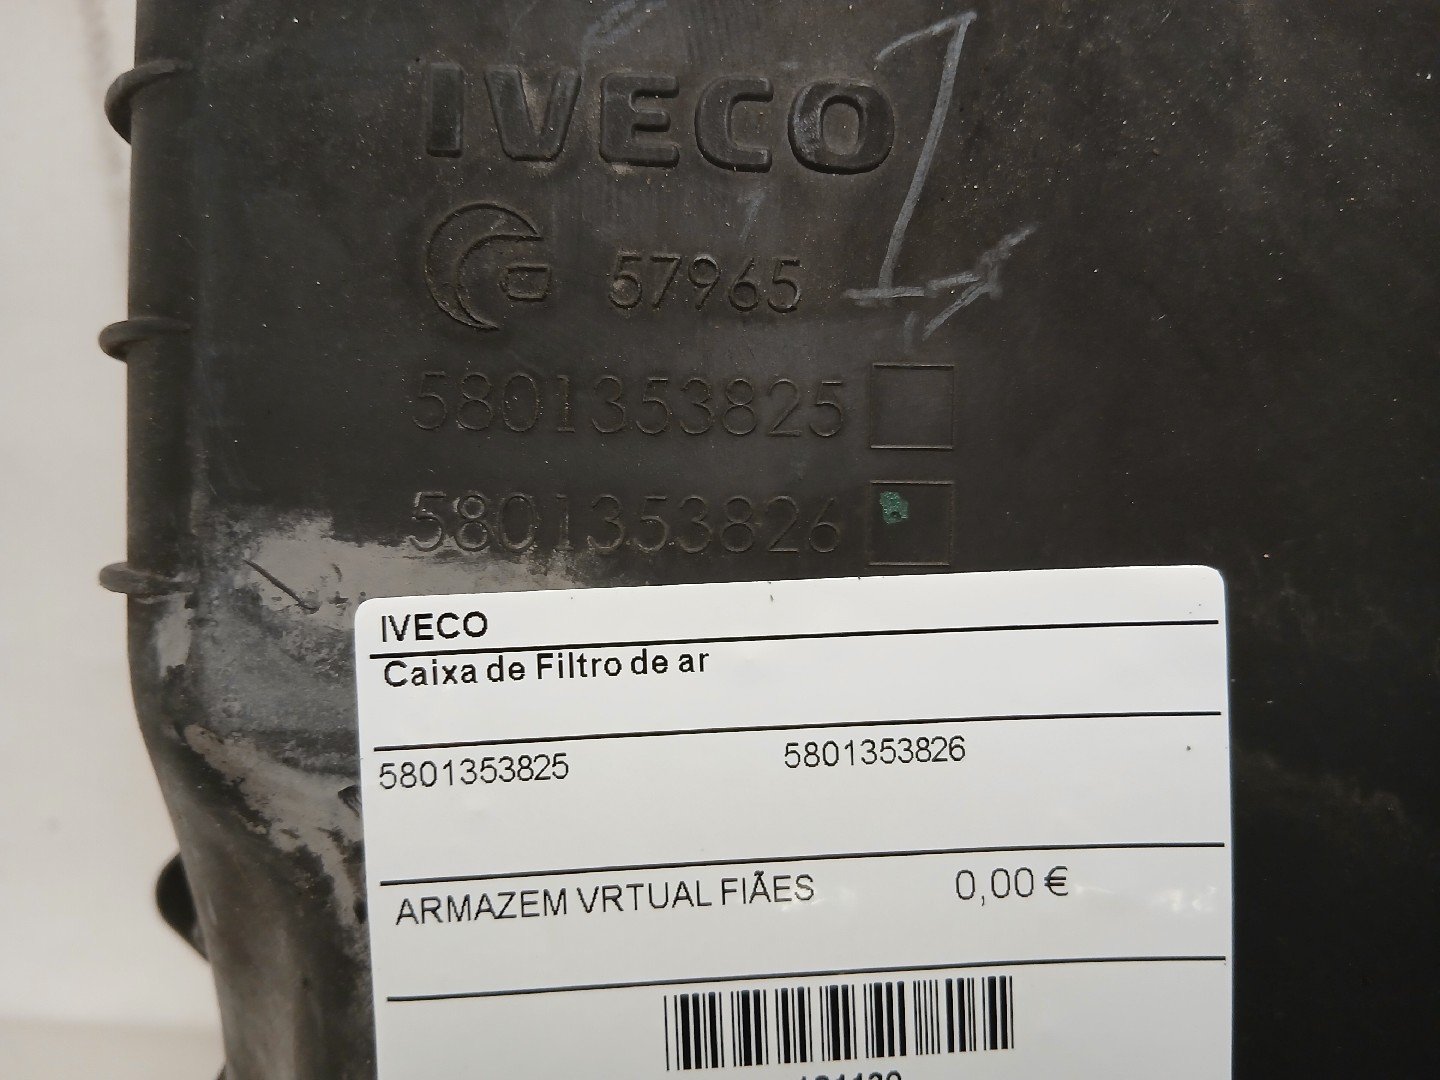 IVECO
57965
5801353825
5801353826
IVECO
Caixa de Filtro de ar
5801353825 5801353826
ARMAZEM VRTUAL FIÃES 0,00 €